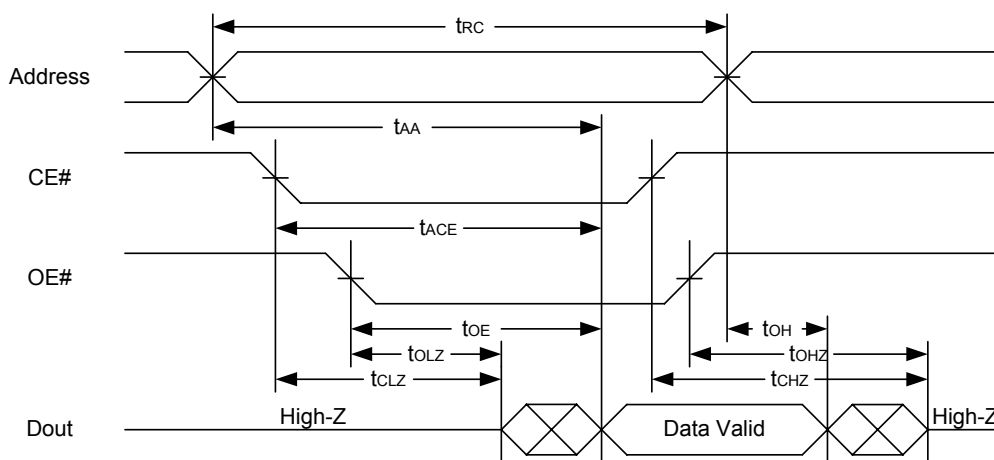 tRC
Address
tAA
CE#
tACE
OE#
tOE
tOH
tOLZ
tOHZ
tCLZ
tCHZ
High-Z
High-Z
Dout
Data Valid